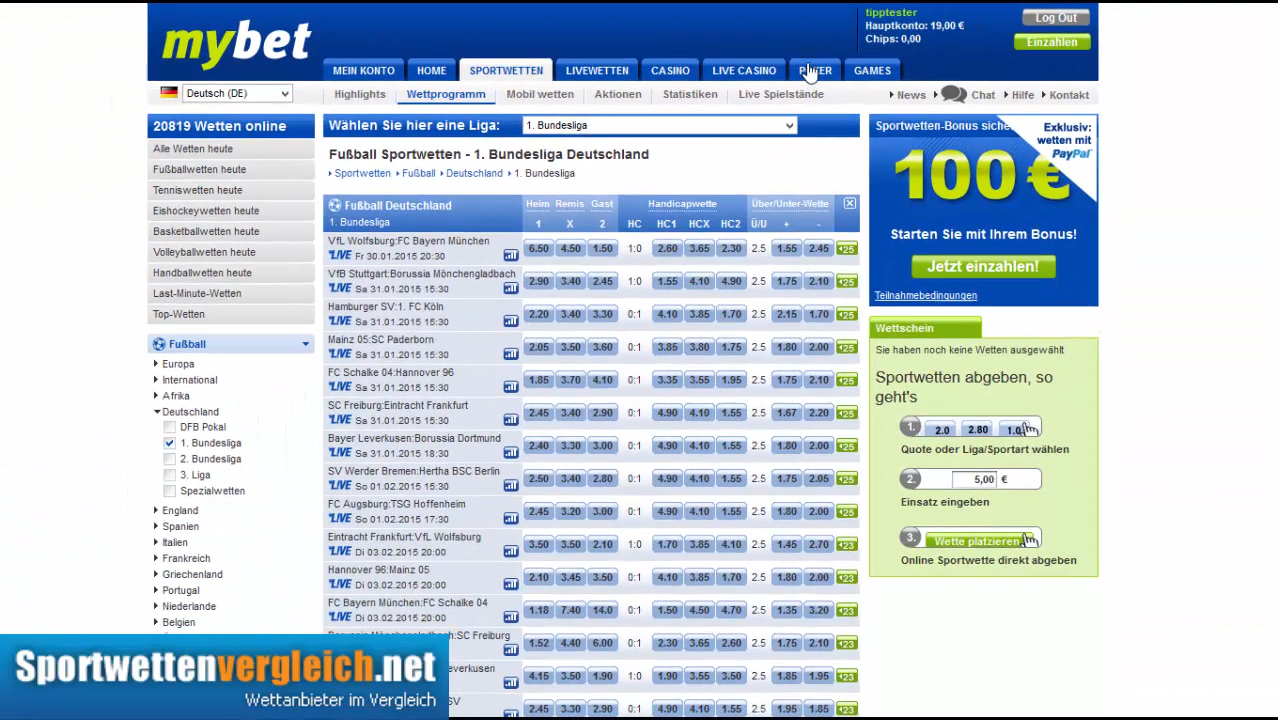 mybet
tipptester
Hauptkonto: 19,00 €
Chips: 0,00
Log Out
Einzahlen
MEIN KONTO HOME SPORTWETTEN LIVEWETTEN CASINO LIVE CASINO GAMES
Deutsch (DE)
Highlights Wettprogramm Mobil wetten Aktionen Statistiken Live Spielstände
News Chat Hilfe Kontakt
20819 Wetten online
Alle Wetten heute
Fußballwetten heute
Tenniswetten heute
Eishockeywetten heute
Basketballwetten heute
Volleyballwetten heute
Handballwetten heute
Last-Minute-Wetten
Top-Wetten
Fußball
Europa
International
Afrika
Deutschland
DFB Pokal
1. Bundesliga
2. Bundesliga
3. Liga
Spezialwetten
England
Spanien
Italien
Frankreich
Griechenland
Portugal
Niederlande
Belgien
Wählen Sie hier eine Liga: 1. Bundesliga
Fußball Sportwetten - 1. Bundesliga Deutschland
Sportwetten Fußball Deutschland 1. Bundesliga
Fußball Deutschland Heim Remis Gast Handicapwette Über/Unter-Wette
1. Bundesliga 1 X 2 HC HC1 HCX HC2 Ü/U + -
VfL Wolfsburg:FC Bayern München
LIVE Fr 30.01.2015 20:30 6.50 4.50 1.50 1:0 2.60 3.65 2.30 2.5 1.55 2.45 +25
VfB Stuttgart:Borussia Mönchengladbach
LIVE Sa 31.01.2015 15:30 2.90 3.40 2.45 1:0 1.55 4.10 4.90 2.5 1.75 2.10 +25
Hamburger SV:1. FC Köln
LIVE Sa 31.01.2015 15:30 2.20 3.40 3.30 0:1 4.10 3.85 1.70 2.5 2.15 1.70 +25
Mainz 05:SC Paderborn
LIVE Sa 31.01.2015 15:30 2.05 3.50 3.60 0:1 3.85 3.80 1.75 2.5 1.80 2.00 +25
FC Schalke 04:Hannover 96
LIVE Sa 31.01.2015 15:30 1.85 3.70 4.10 0:1 3.35 3.55 1.95 2.5 1.75 2.10 +25
SC Freiburg:Eintracht Frankfurt
LIVE Sa 31.01.2015 15:30 2.45 3.40 2.90 0:1 4.90 4.10 1.55 2.5 1.67 2.20 +25
Bayer Leverkusen:Borussia Dortmund
LIVE Sa 31.01.2015 18:30 2.40 3.30 3.00 0:1 4.90 4.10 1.55 2.5 1.80 2.00 +25
SV Werder Bremen:Hertha BSC Berlin
LIVE So 01.02.2015 15:30 2.50 3.40 2.80 0:1 4.90 4.10 1.55 2.5 1.75 2.05 +25
FC Augsburg:TSG Hoffenheim
LIVE So 01.02.2015 17:30 2.45 3.20 3.00 0:1 4.90 4.10 1.55 2.5 1.80 2.00 +25
Eintracht Frankfurt:VfL Wolfsburg
LIVE Di 03.02.2015 20:00 3.50 3.50 2.10 0:1 1.70 3.85 4.10 2.5 1.45 2.70 +23
Hannover 96:Mainz 05
LIVE Di 03.02.2015 20:00 2.10 3.45 3.50 0:1 4.10 3.85 1.70 2.5 1.80 2.00 +23
FC Bayern München:FC Schalke 04
LIVE Di 03.02.2015 20:00 1.18 7.40 14.0 0:1 1.50 4.50 4.70 2.5 1.35 3.20 +23
SC Freiburg
1.52 4.40 6.00 0:1 2.30 3.65 2.60 2.5 1.75 2.10 +23
4.15 3.50 1.90 1:0 1.90 3.55 3.50 2.5 1.85 1.95 +23
2.45 3.30 2.90 0:1 4.90 4.10 1.55 2.5 1.95 1.85 +23
Exklusiv:
wetten mit
PayPal
100 €
Starten Sie mit Ihrem Bonus!
Jetzt einzahlen!
Teilnahmebedingungen
Wettschein
Sie haben noch keine Wetten ausgewählt
Sportwetten abgeben, so
geht's
1. 2.0 2.80
Quote oder Liga/Sportart wählen
2. 5,00 €
Einsatz eingeben
3. Wette platzieren
Online Sportwette direkt abgeben
Sportwettenvergleich.net
Wettanbieter im Vergleich